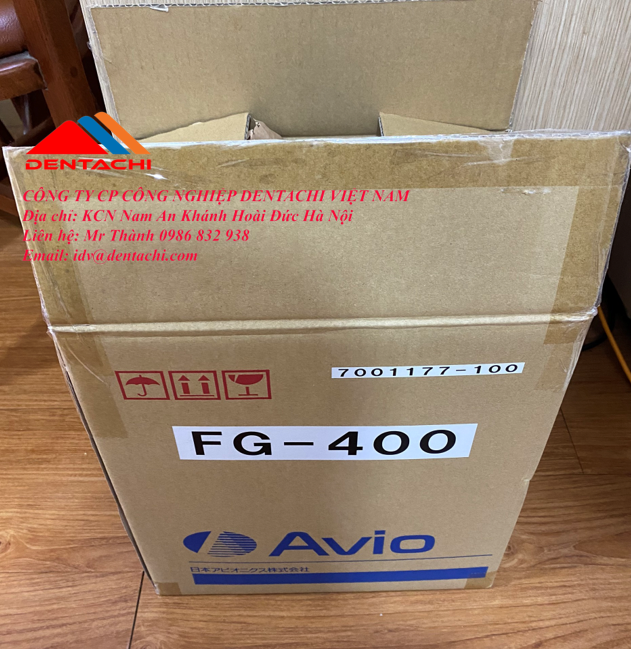 DENTACHI
CÔNG TY CP CÔNG NGHIỆP DENTACHI VIỆT NAM
Địa chỉ: KCN Nam An Khánh Hoài Đức Hà Nội
Liên hệ: Mr Thành 0986 832 938
Email: idv@dentachi.com
7001177-100
FG-400
Avio
日本アビオニクス株式会社